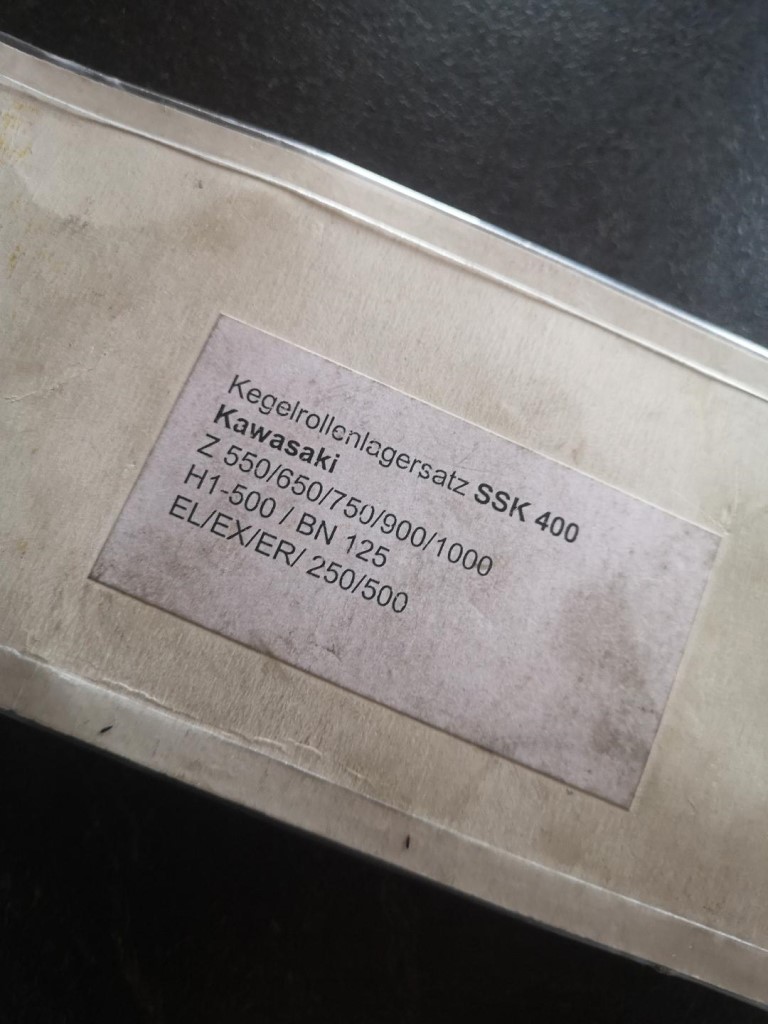 Kegelrollenlagersatz SSK 400
Kawasaki
Z 550/650/750/900/1000
H1-500 / BN 125
EL/EX/ER/ 250/500